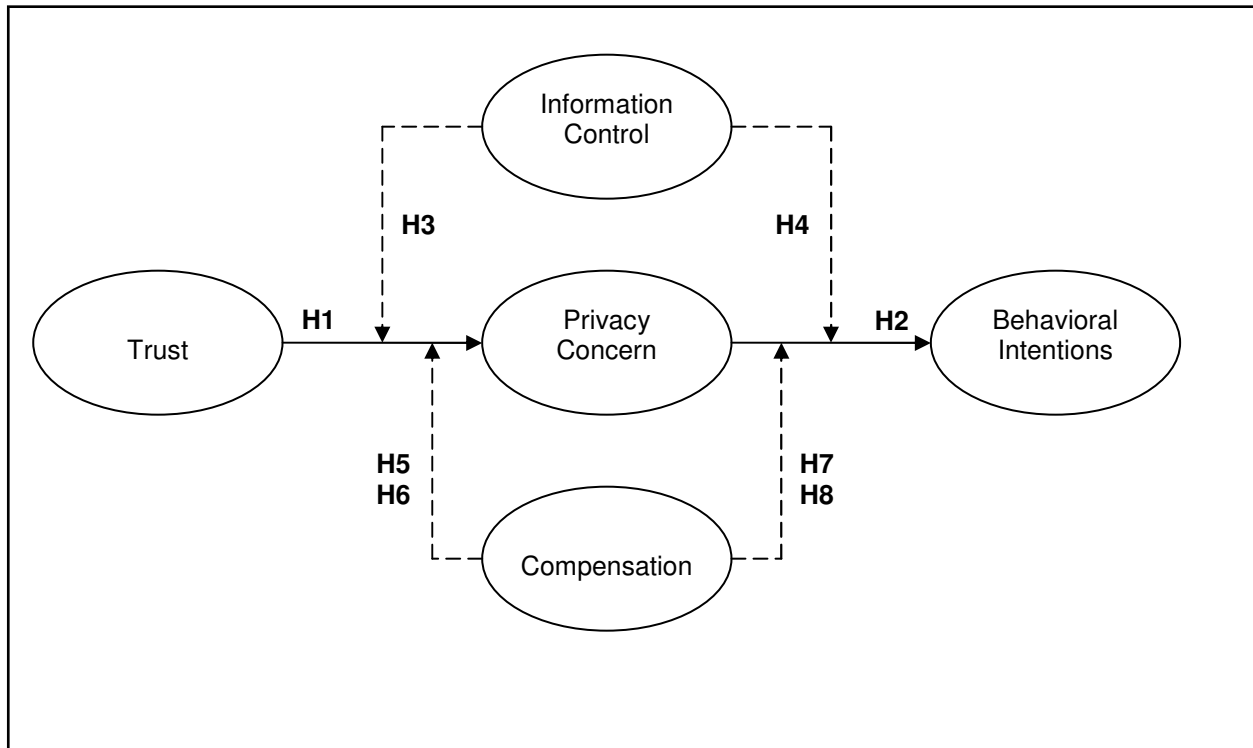 Information
Control
H3
H4
H1
H2
Trust
Privacy
Concern
Behavioral
Intentions
H5
H6
H7
H8
Compensation